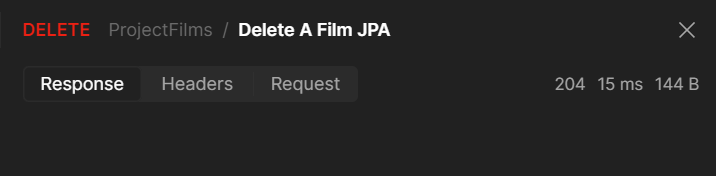 DELETE ProjectFilms / Delete A Film JPA
Response Headers Request 204 15 ms 144 B